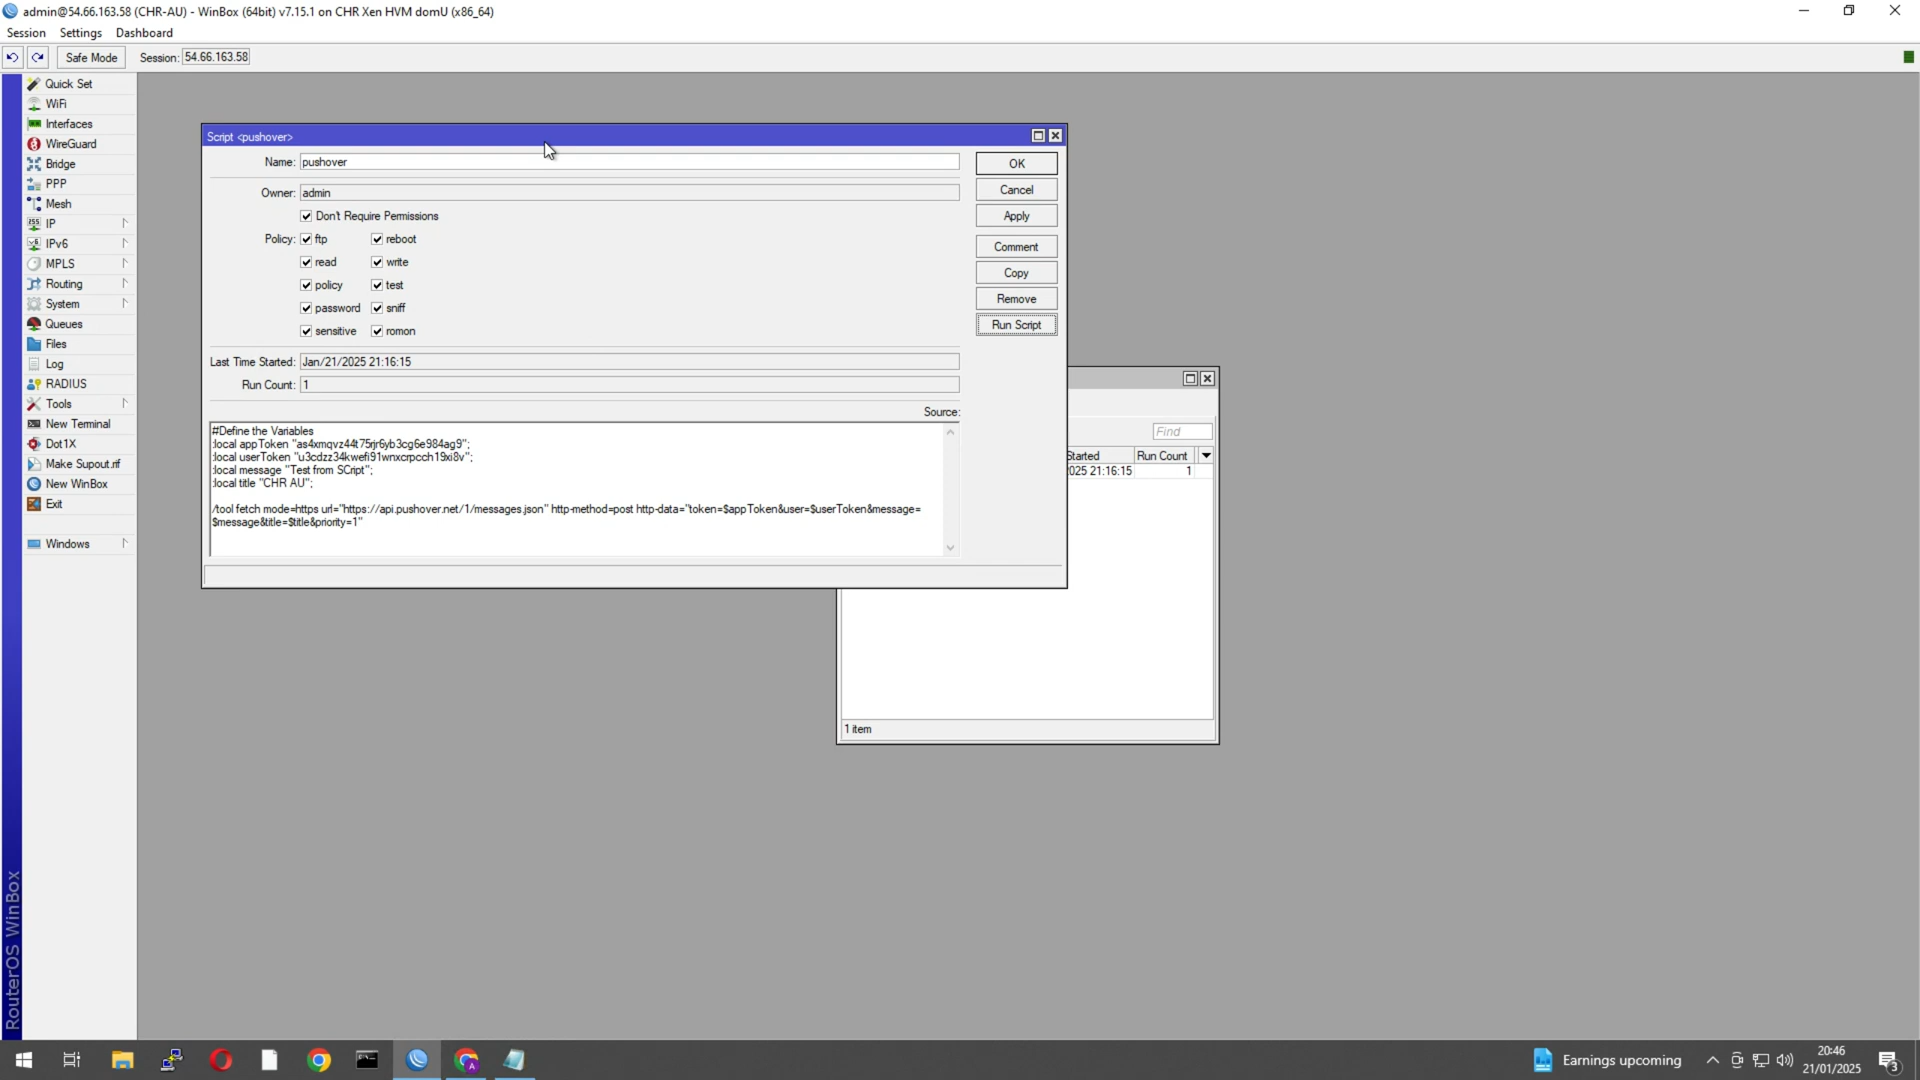 admin@54.66.163.58 (CHR-AU) - WinBox (64bit) v7.15.1 on CHR Xen HVM domU (x86_64)
Session Settings Dashboard
Safe Mode Session: 54.66.163.58
Quick Set
WiFi
Interfaces
WireGuard
Bridge
PPP
Mesh
IP
IPv6
MPLS
Routing
System
Queues
Files
Log
RADIUS
Tools
New Terminal
Dot1X
Make Supout.rif
New WinBox
Exit
Windows
RouterOS WinBox
Script <pushover>
Name: pushover
Owner: admin
Don't Require Permissions
Policy: ftp reboot
read write
policy test
password sniff
sensitive romon
Last Time Started: Jan/21/2025 21:16:15
Run Count: 1
Source:
#Define the Variables
:local appToken "as4xmqvz44t75rjr6yb3cg6e984ag9";
:local userToken "u3cdzz34kwefi91wnxcrpcch19xi8v";
:local message "Test from SCript";
:local title "CHR AU";
/tool fetch mode=https url="https://api.pushover.net/1/messages.json" http-method=post http-data="token=$appToken&user=$userToken&message=
$message&title=$title&priority=1"
OK
Cancel
Apply
Comment
Copy
Remove
Run Script
Find
Started Run Count
025 21:16:15 1
1 item
Earnings upcoming
20:46
21/01/2025
3